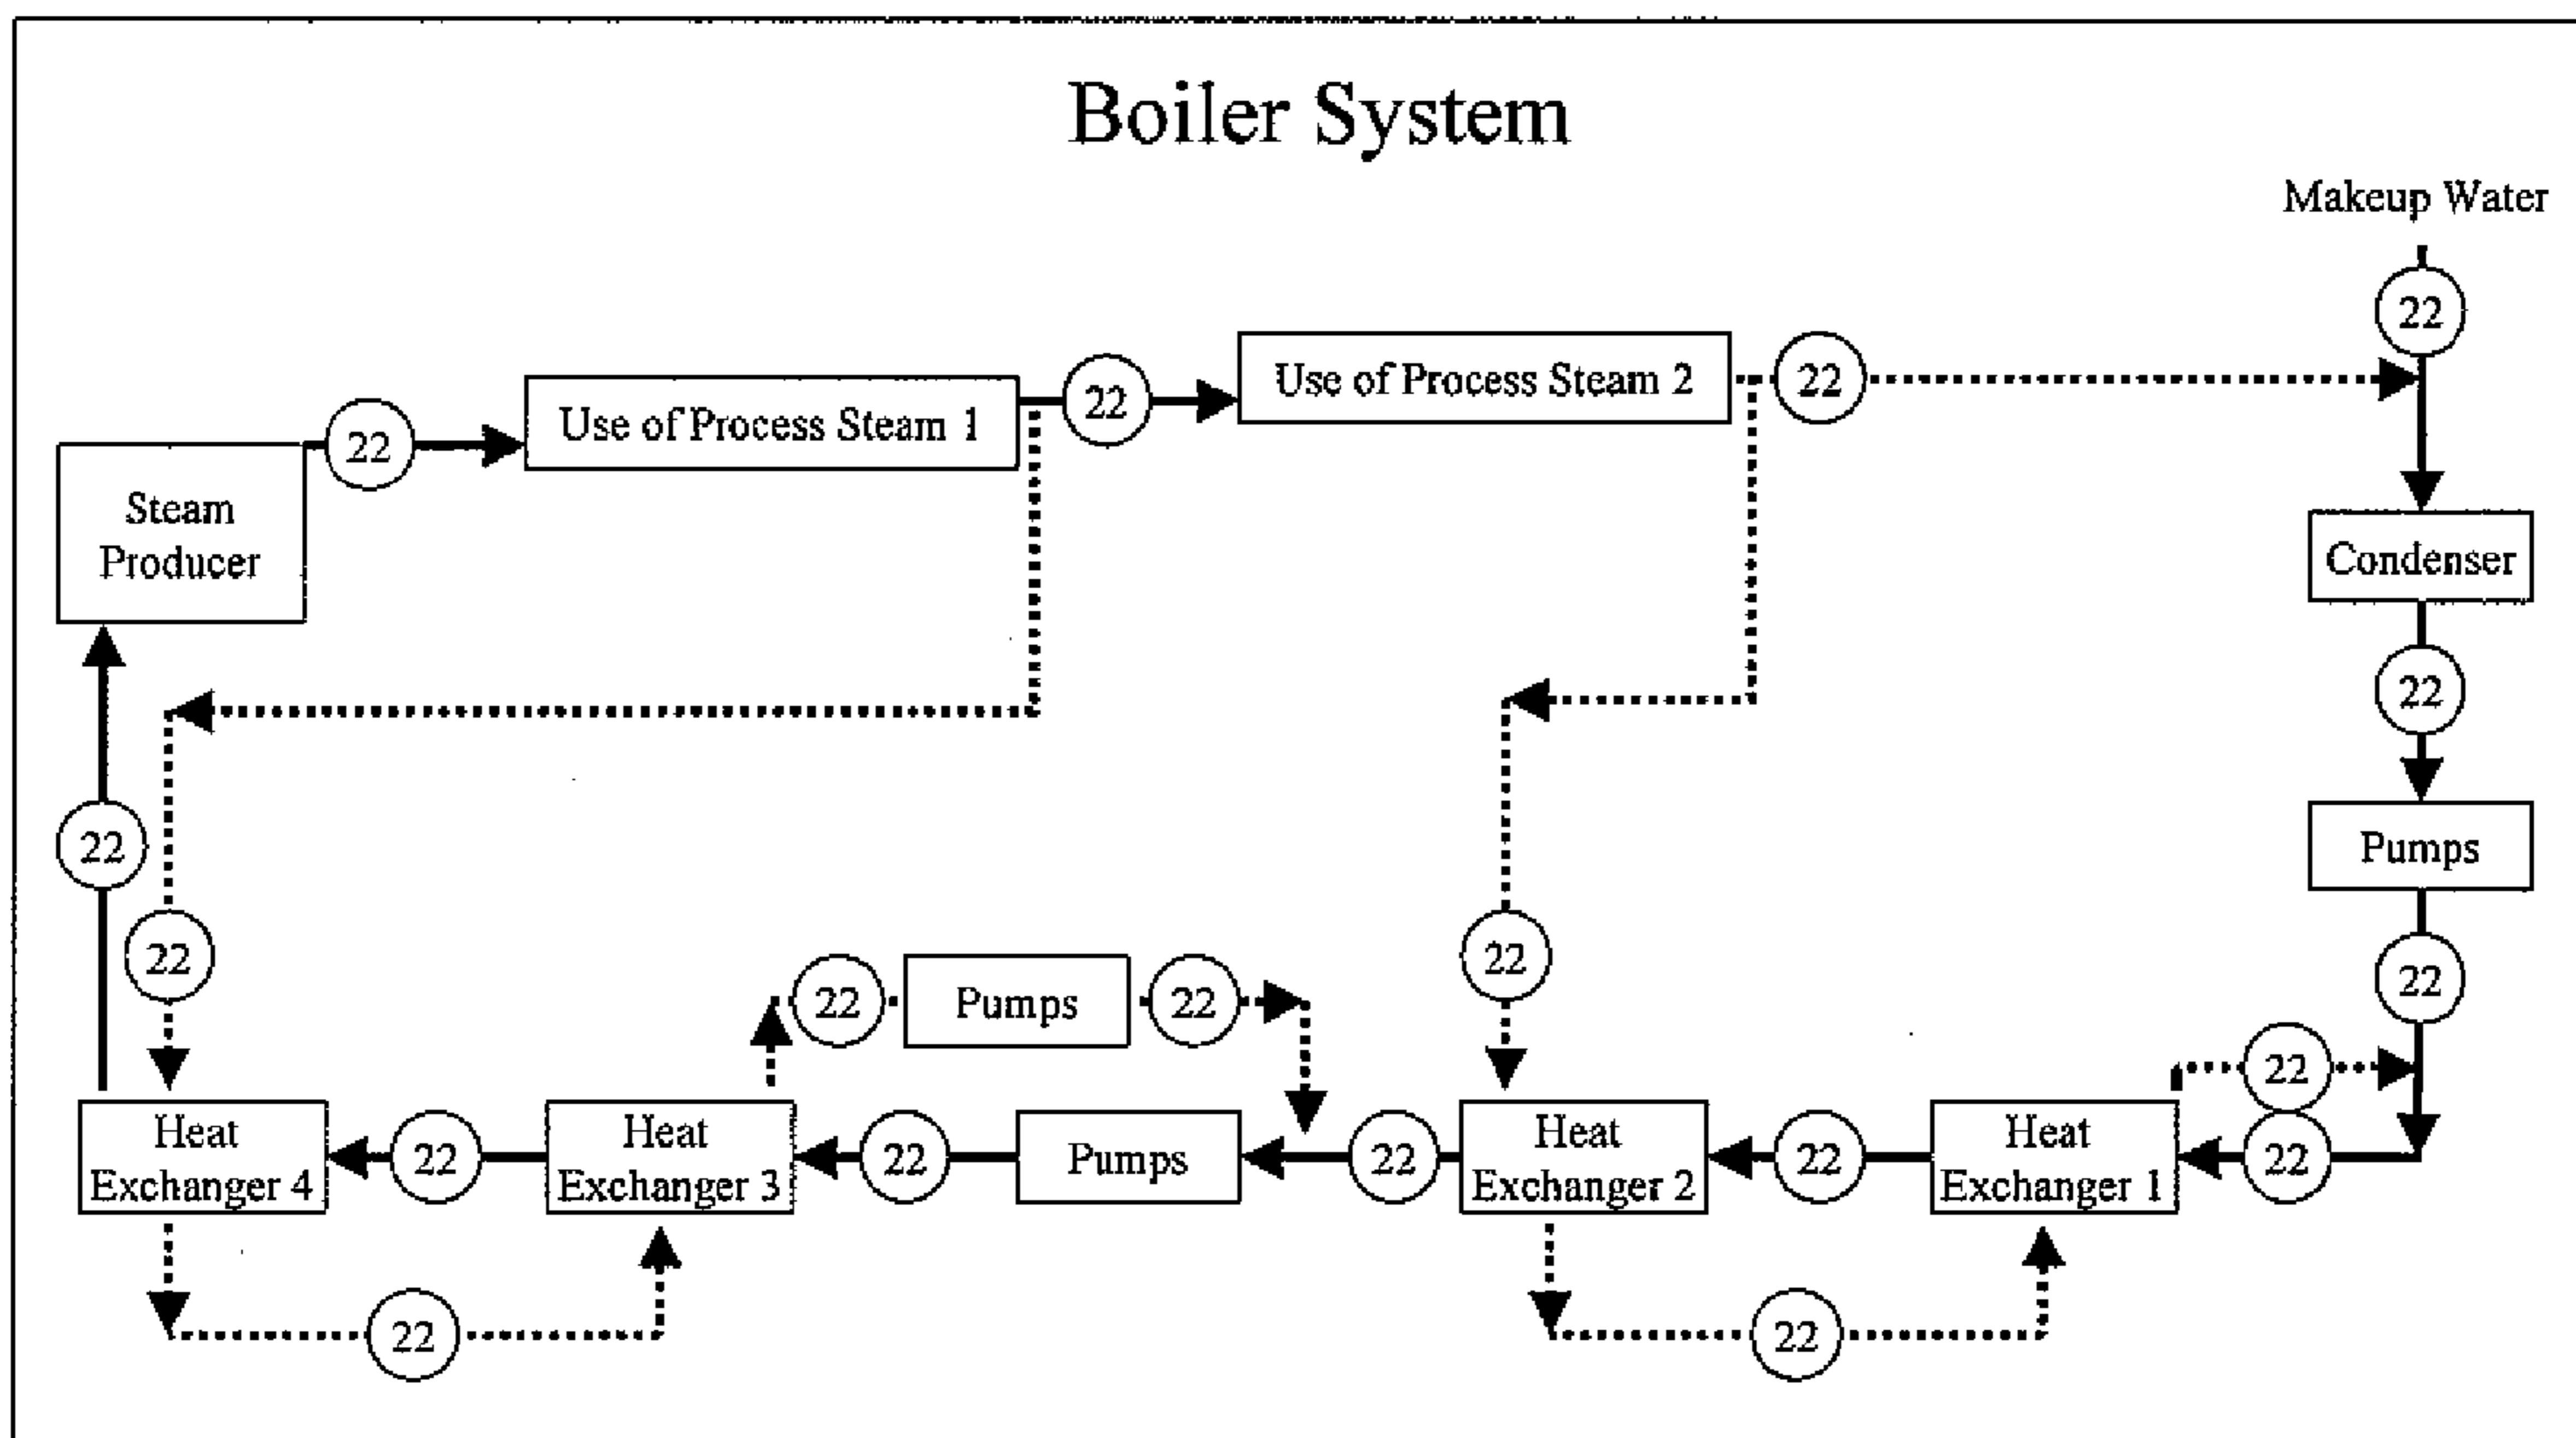 Boiler System
Makeup Water
22
Use of Process Steam 2
22
22
Use of Process Steam 1
22
Steam
Producer
Condenser
22
22
Pumps
22
22
22
22
Pumps
22
22
22
Heat
Exchanger 4
22
Heat
Exchanger 3
22
Pumps
22
Heat
Exchanger 2
22
Heat
Exchanger 1
22
22
22